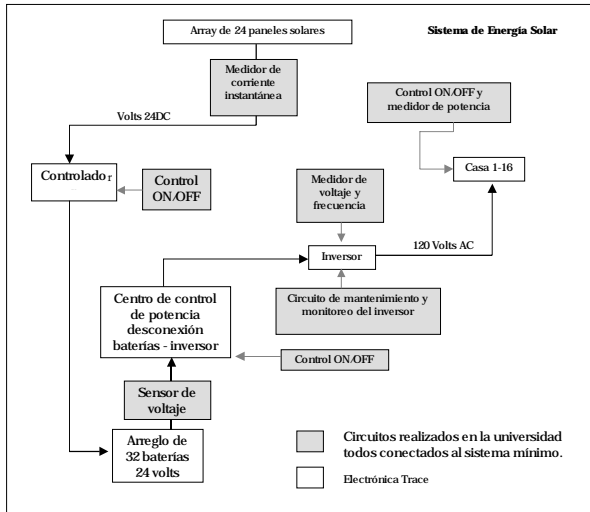 Array de 24 paneles solares
Sistema de Energía Solar
Medidor de
corriente
instantánea
Control ON/OFF y
medidor de potencia
Volts 24DC
Controlador
Control
ON/OFF
Casa 1-16
Medidor de
voltaje y
frecuencia
120 Volts AC
Inversor
Centro de control
de potencia
desconexión
baterías - inversor
Circuito de mantenimiento y
monitoreo del inversor
Control ON/OFF
Sensor de
voltaje
Arreglo de
32 baterías
24 volts
Circuitos realizados en la universidad
todos conectados al sistema mínimo.
Electrónica Trace